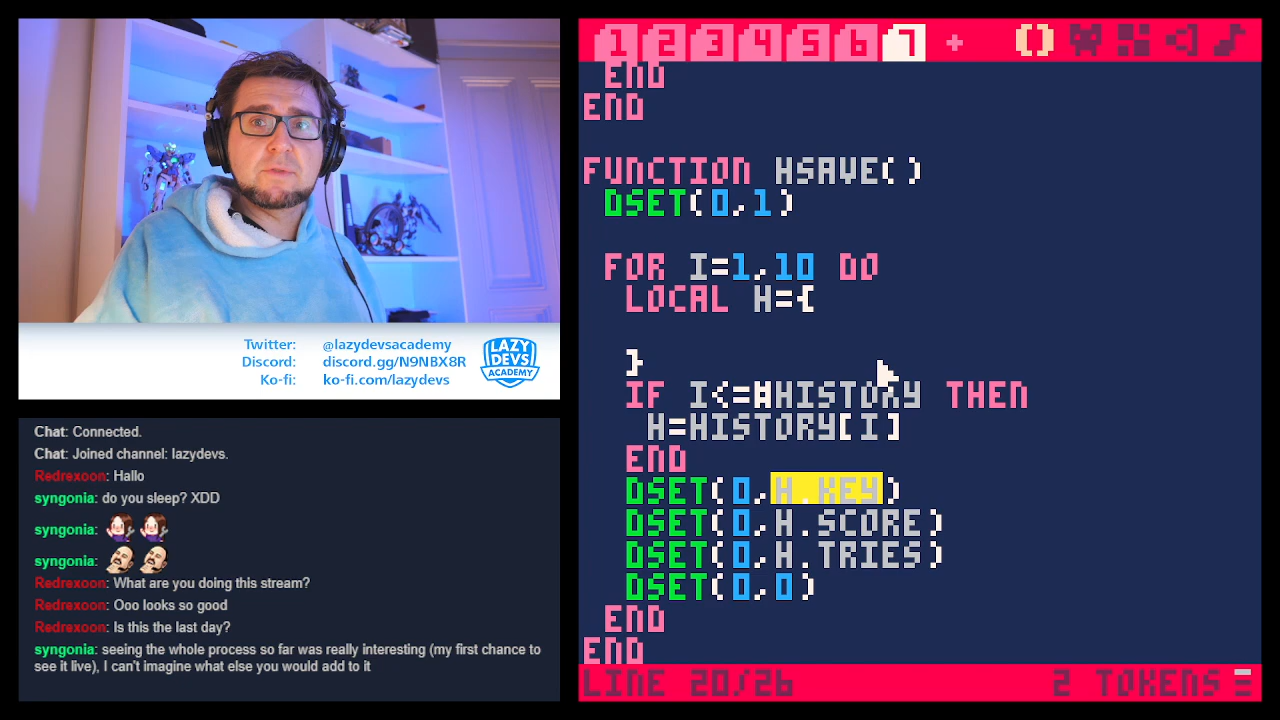 Twitter: @lazydevsacademy
Discord: discord.gg/N9NBX8R
Ko-fi: ko-fi.com/lazydevs
LAZY
DEVS
ACADEMY
Chat: Connected.
Chat: Joined channel: lazydevs.
Redrexoon: Hallo
syngonia: do you sleep? XDD
syngonia:
syngonia:
Redrexoon: What are you doing this stream?
Redrexoon: Ooo looks so good
Redrexoon: Is this the last day?
syngonia: seeing the whole process so far was really interesting (my first chance to
see it live), I can't imagine what else you would add to it
1 2 3 4 5 6 7 + ()
END
END
FUNCTION HSAVE()
DSET(0,1)
FOR I=1,10 DO
LOCAL H={
}
IF I<=#HISTORY THEN
H=HISTORY[I]
END
DSET(0,H.KEY)
DSET(0,H.SCORE)
DSET(0,H.TRIES)
DSET(0,0)
END
END
LINE 20/26 2 TOKENS